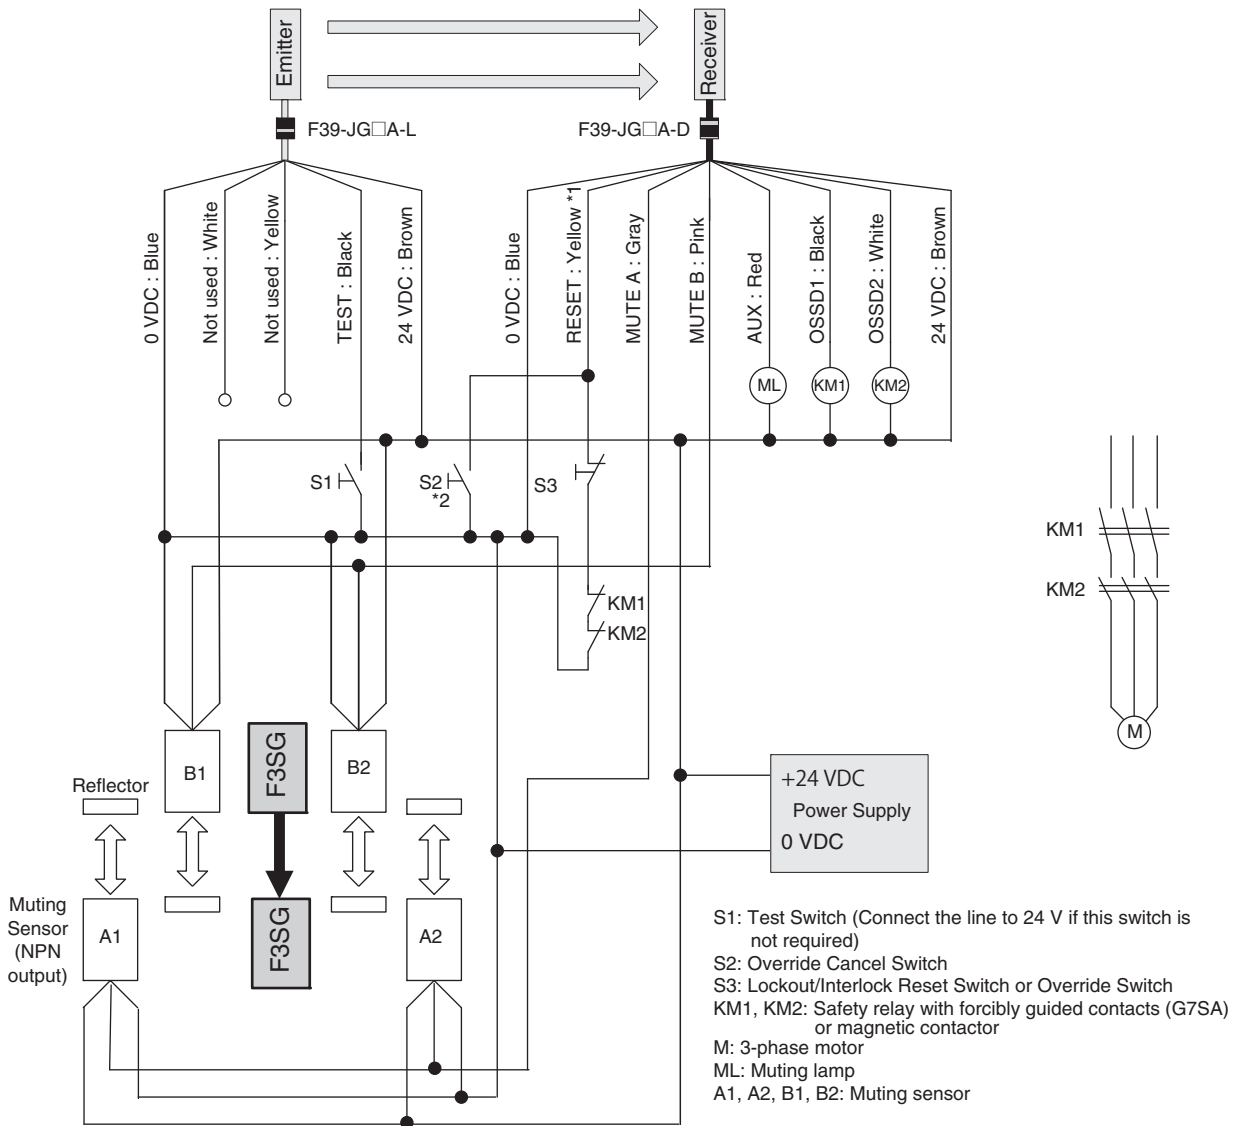 Emitter
Receiver
F39-JG□A-L
F39-JG□A-D
0 VDC : Blue
Not used : White
Not used : Yellow
TEST : Black
24 VDC : Brown
0 VDC : Blue
RESET : Yellow *1
MUTE A : Gray
MUTE B : Pink
AUX : Red
OSSD1 : Black
OSSD2 : White
24 VDC : Brown
ML
KM1
KM2
S1
S2
*2
S3
KM1
KM2
KM1
KM2
M
Reflector
B1
F3SG
B2
Muting
Sensor
(NPN
output)
A1
F3SG
A2
+24 VDC
Power Supply
0 VDC
S1: Test Switch (Connect the line to 24 V if this switch is
not required)
S2: Override Cancel Switch
S3: Lockout/Interlock Reset Switch or Override Switch
KM1, KM2: Safety relay with forcibly guided contacts (G7SA)
or magnetic contactor
M: 3-phase motor
ML: Muting lamp
A1, A2, B1, B2: Muting sensor